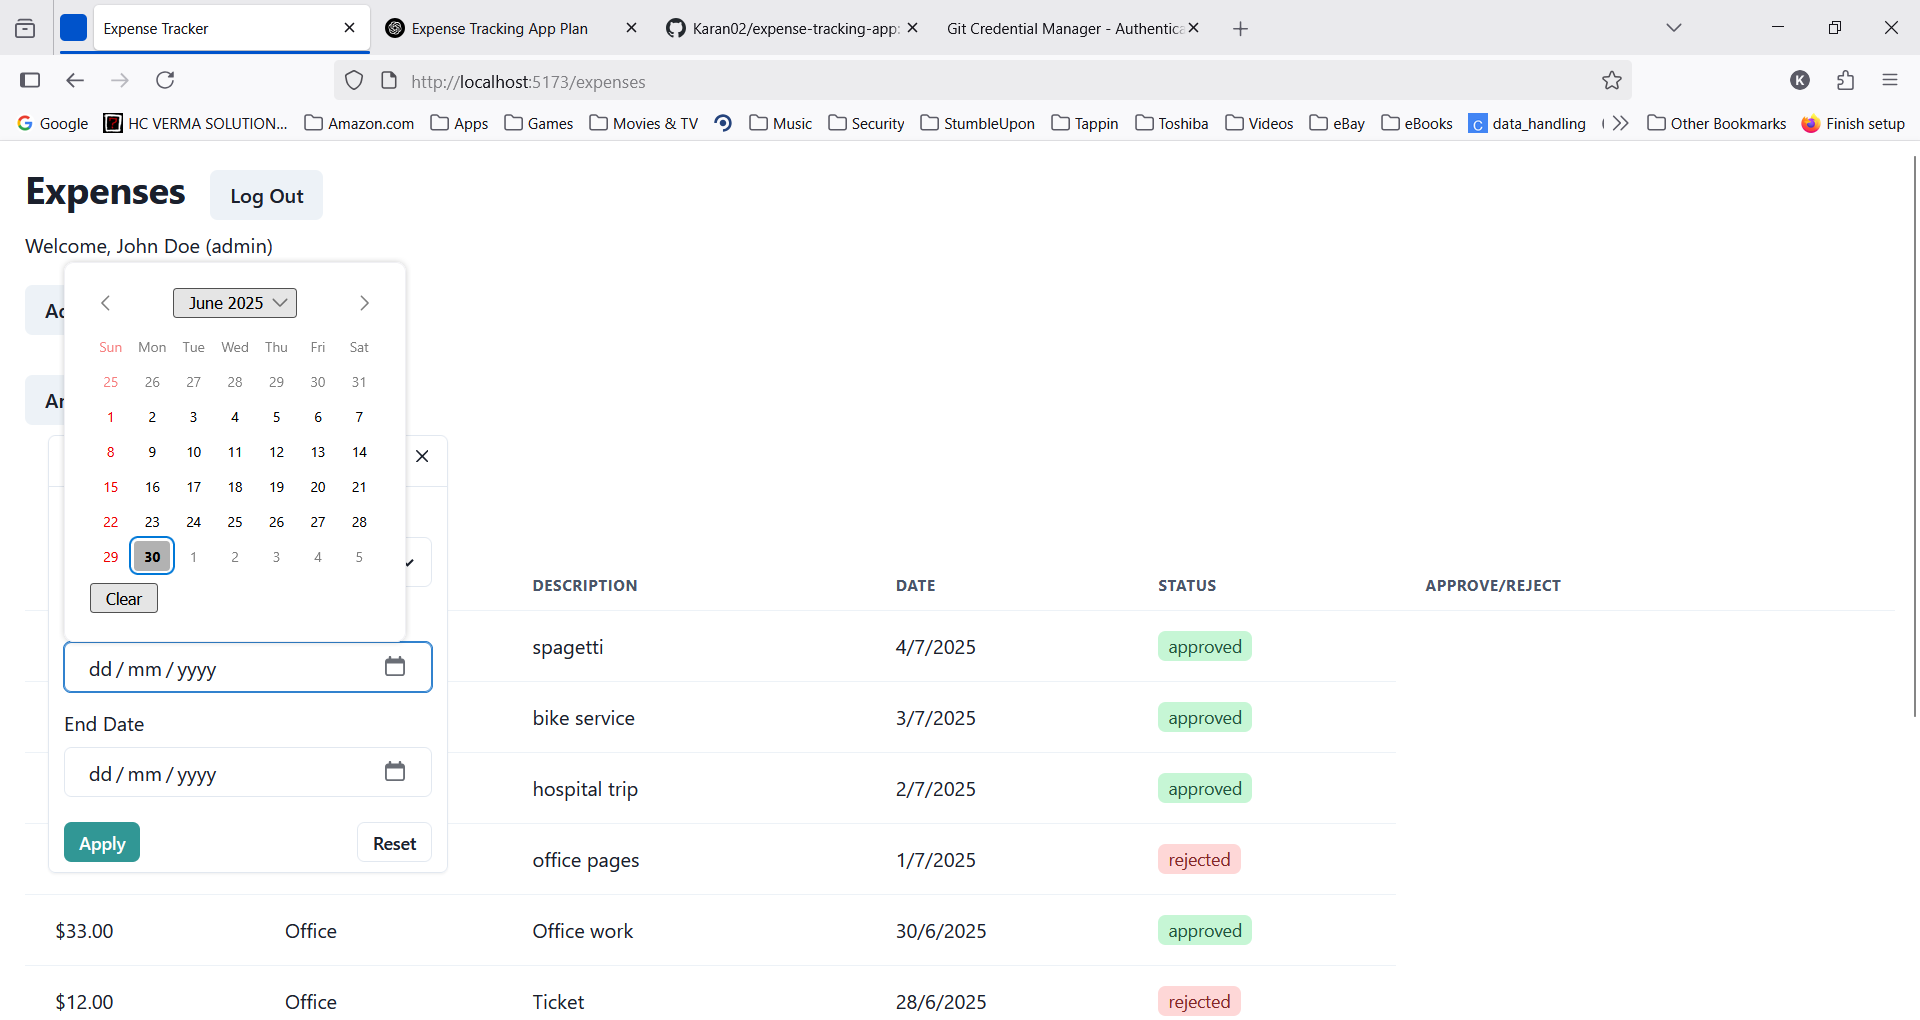 Expense Tracker
Expense Tracking App Plan
Karan02/expense-tracking-app:
Git Credential Manager - Authentica
http://localhost:5173/expenses
K
Google
HC VERMA SOLUTION...
Amazon.com
Apps
Games
Movies & TV
Music
Security
StumbleUpon
Tappin
Toshiba
Videos
eBay
eBooks
C data_handling
Other Bookmarks
Finish setup
Expenses
Log Out
Welcome, John Doe (admin)
June 2025
Sun Mon Tue Wed Thu Fri Sat
25 26 27 28 29 30 31
1 2 3 4 5 6 7
8 9 10 11 12 13 14
15 16 17 18 19 20 21
22 23 24 25 26 27 28
29 30 1 2 3 4 5
Clear
dd/mm/yyyy
End Date
dd/mm/yyyy
Apply
Reset
DESCRIPTION DATE STATUS APPROVE/REJECT
spagetti 4/7/2025 approved
bike service 3/7/2025 approved
hospital trip 2/7/2025 approved
office pages 1/7/2025 rejected
$33.00 Office Office work 30/6/2025 approved
$12.00 Office Ticket 28/6/2025 rejected